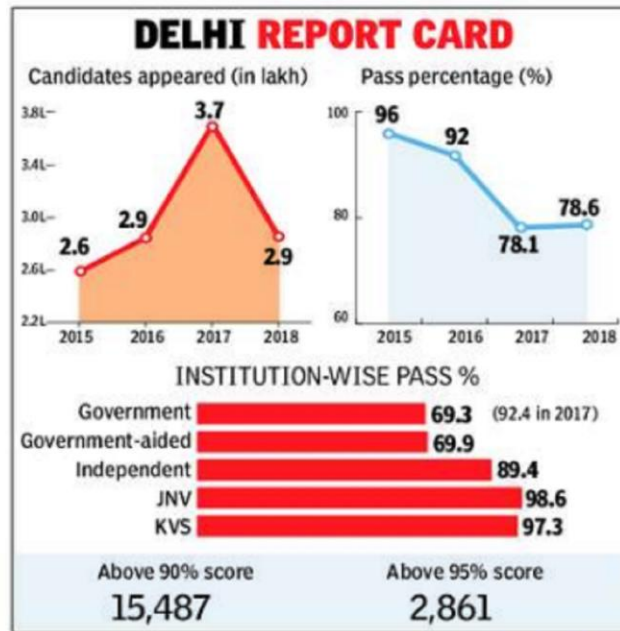 DELHI REPORT CARD
Candidates appeared (in lakh)
3.8L
3.4L
3.0L
2.6L
2.2L
2.6
2.9
3.7
2.9
2015 2016 2017 2018
Pass percentage (%)
100
80
60
96
92
78.1
78.6
2015 2016 2017 2018
INSTITUTION-WISE PASS %
Government 69.3 (92.4 in 2017)
Government-aided 69.9
Independent 89.4
JNV 98.6
KVS 97.3
Above 90% score
15,487
Above 95% score
2,861